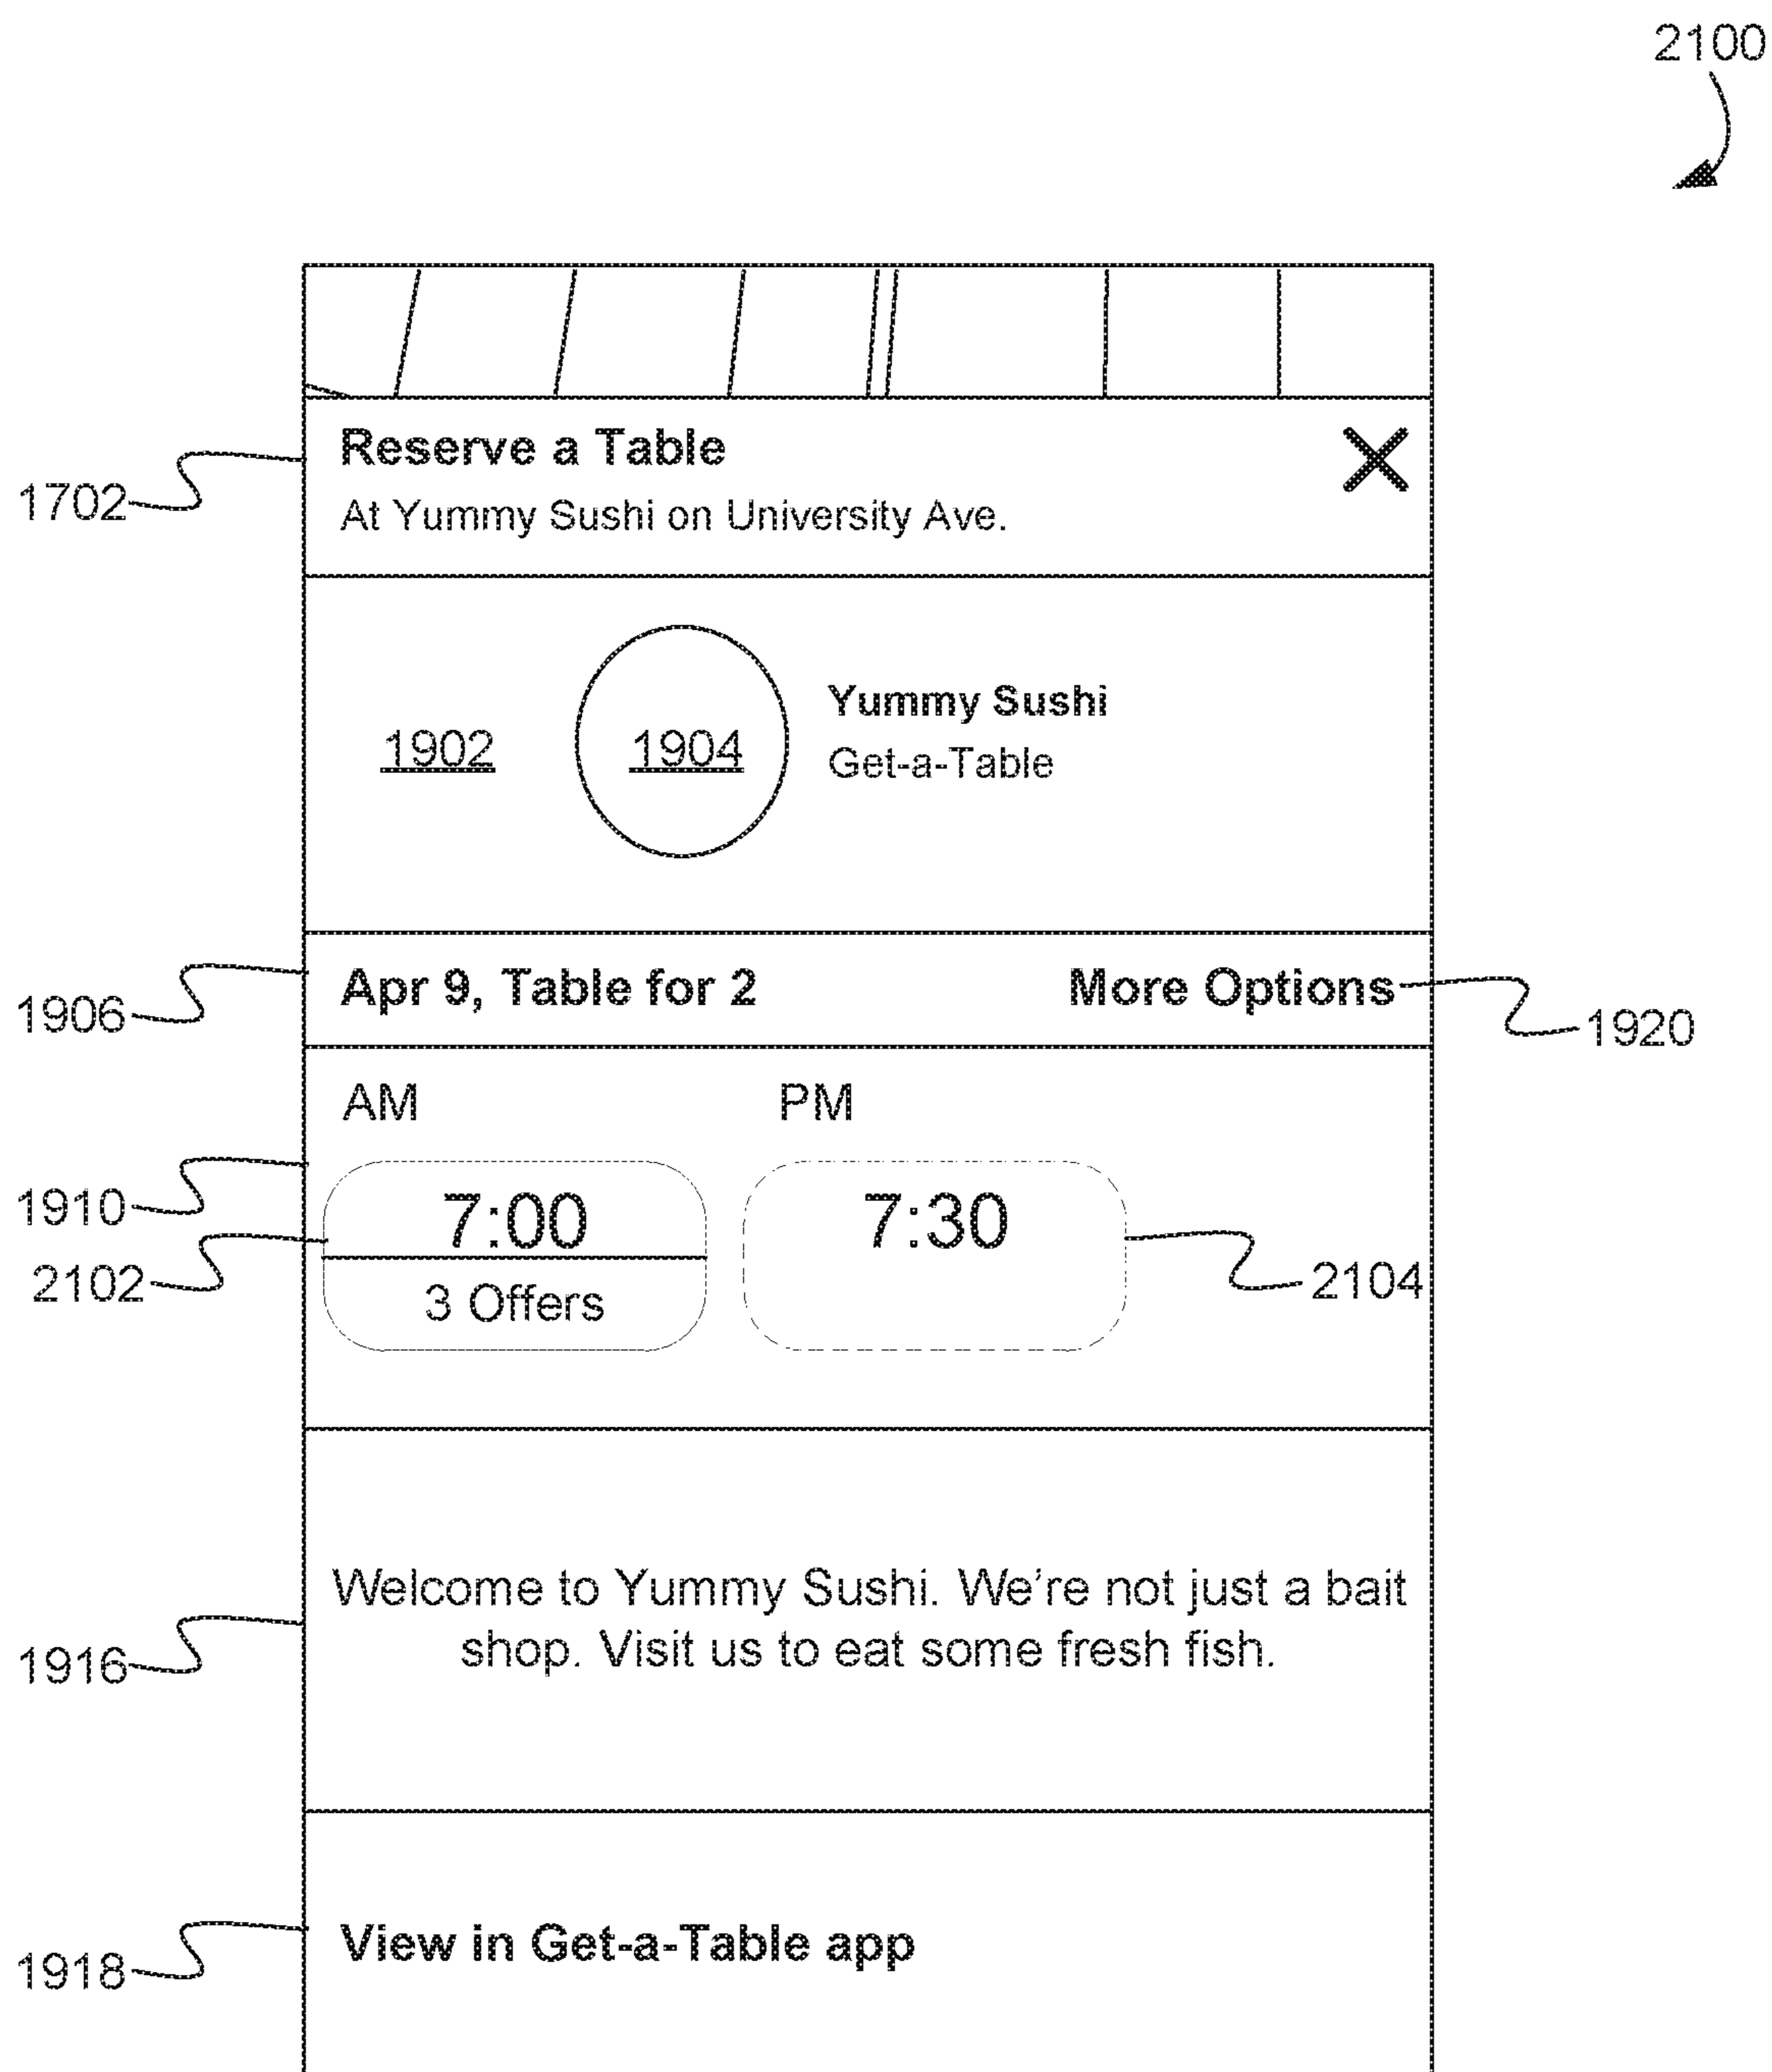 2100
Reserve a Table
1702
At Yummy Sushi on University Ave.
Yummy Sushi
1902
1904
Get-a-Table
Apr 9, Table for 2
More Options
1906
1920
AM
PM
1910
7:00
7:30
2102
2104
3 Offers
Welcome to Yummy Sushi. We're not just a bait
shop. Visit us to eat some fresh fish.
1916
View in Get-a-Table app
1918